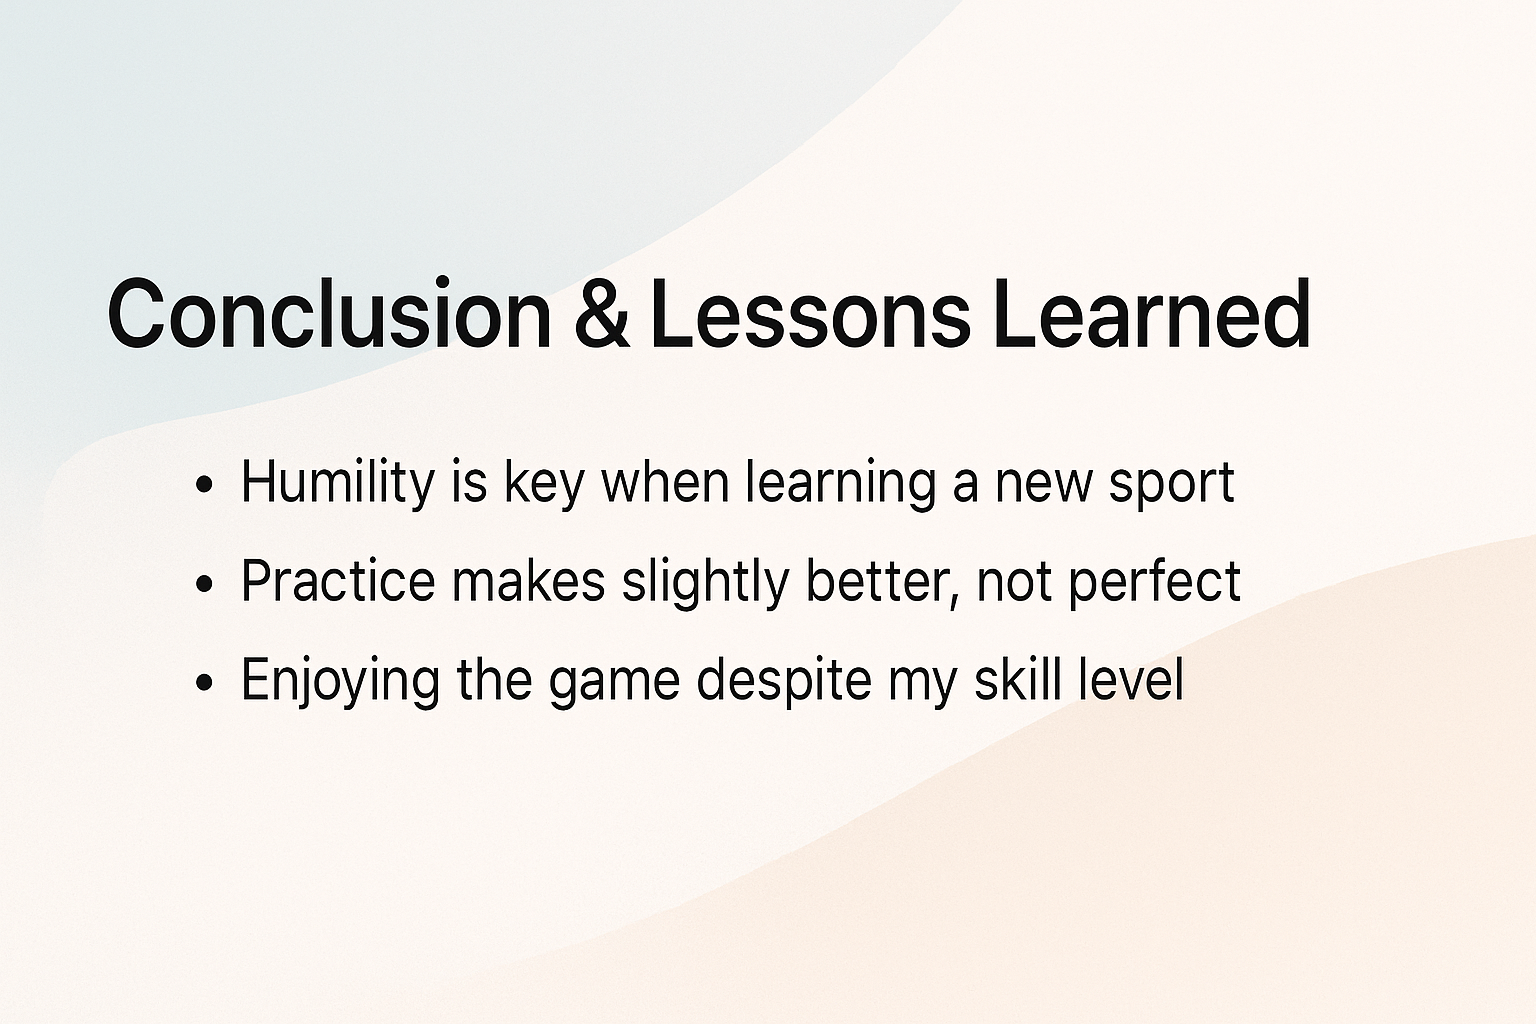 Conclusion & Lessons Learned
• Humility is key when learning a new sport
• Practice makes slightly better, not perfect
• Enjoying the game despite my skill level